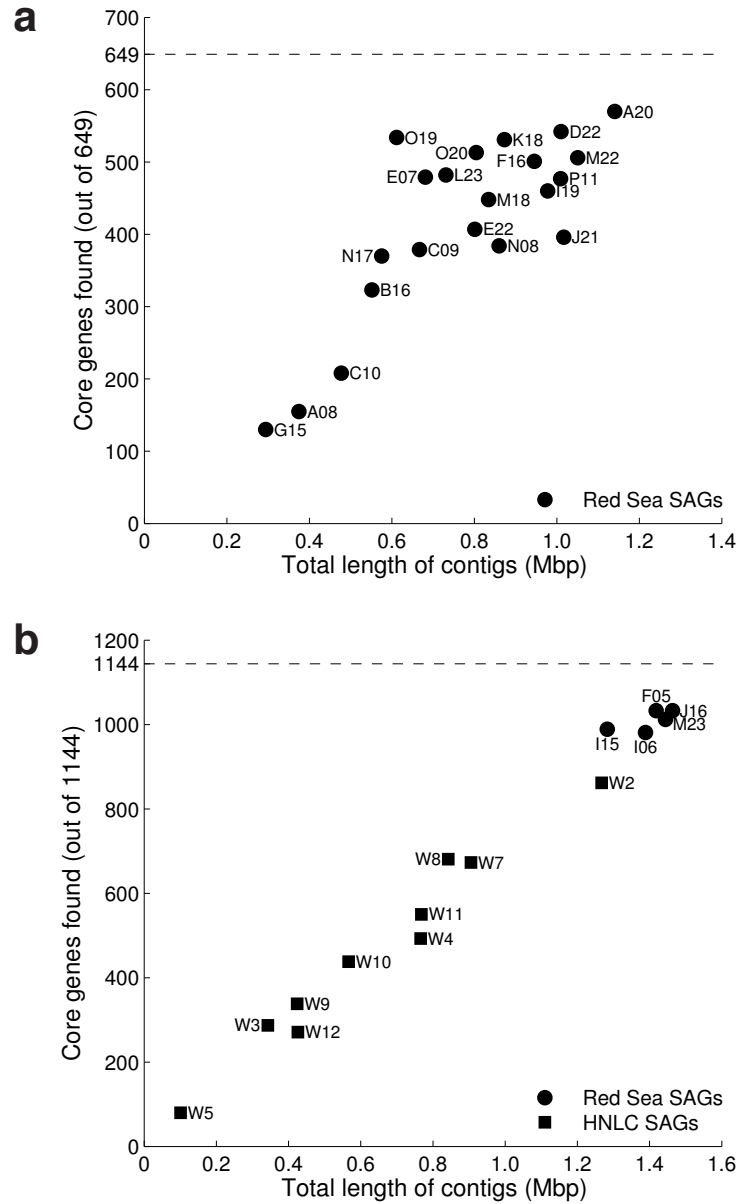 a
Core genes found (out of 649)
700
649
600
500
400
300
200
100
0
A20
D22
O19
K18
O20
M22
F16
L23
P11
E07
I19
M18
E22
J21
N08
C09
N17
B16
C10
A08
G15
Red Sea SAGs
0 0.2 0.4 0.6 0.8 1.0 1.2 1.4
Total length of contigs (Mbp)
b
Core genes found (out of 1144)
1200
1144
1000
800
600
400
200
0
F05
J16
M23
I15
I06
W2
W8
W7
W11
W4
W10
W9
W3
W12
W5
Red Sea SAGs
HNLC SAGs
0 0.2 0.4 0.6 0.8 1.0 1.2 1.4 1.6
Total length of contigs (Mbp)